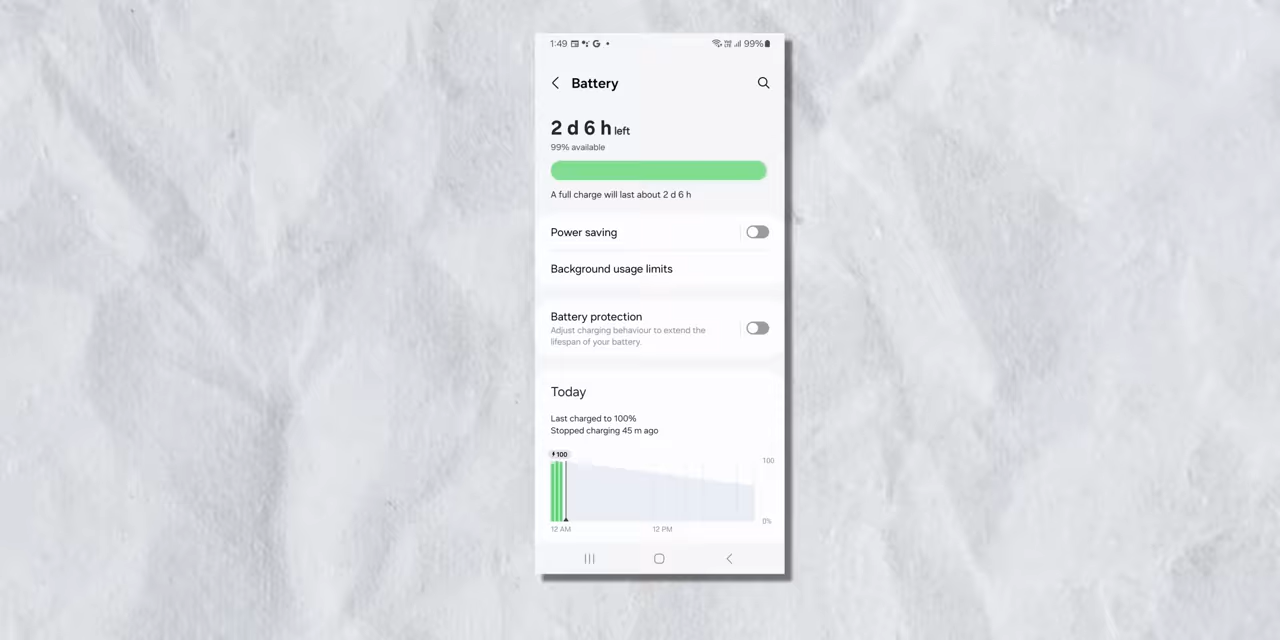 1:49 99%
Battery
2 d 6 h left
99% available
A full charge will last about 2 d 6 h
Power saving
Background usage limits
Battery protection
Adjust charging behaviour to extend the
lifespan of your battery.
Today
Last charged to 100%
Stopped charging 45 m ago
100
100
0%
12 AM 12 PM